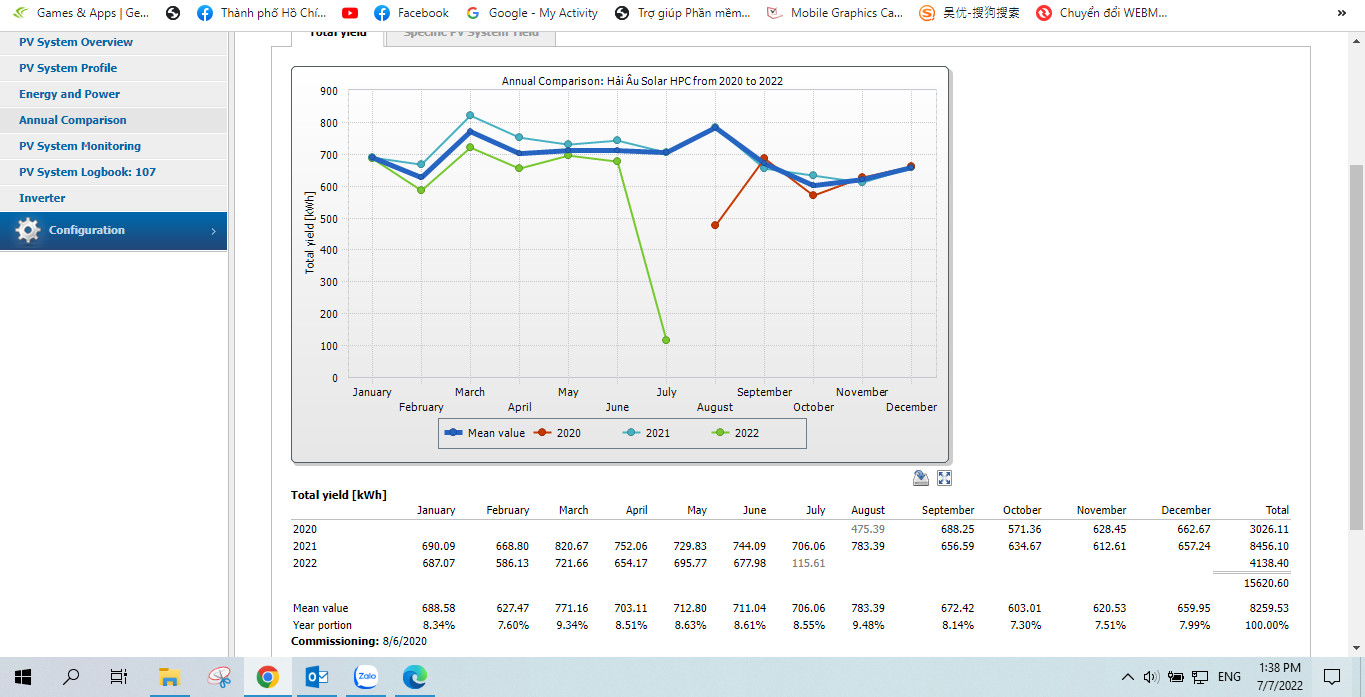 Games & Apps | Ge... Thành phố Hồ Chí... Facebook Google - My Activity Trợ giúp Phần mềm... Mobile Graphics Ca... 吴优-搜狗搜索 Chuyển đổi WEBM... »
Total yield Specific PV System Yield
PV System Overview
PV System Profile
Energy and Power
Annual Comparison
PV System Monitoring
PV System Logbook: 107
Inverter
Configuration
Annual Comparison: Hải Âu Solar HPC from 2020 to 2022
Total yield [kWh]
900
800
700
600
500
400
300
200
100
0
January March May July September November
February April June August October December
Mean value 2020 2021 2022
Total yield [kWh]
January February March April May June July August September October November December Total
2020 475.39 688.25 571.36 628.45 662.67 3026.11
2021 690.09 668.80 820.67 752.06 729.83 744.09 706.06 783.39 656.59 634.67 612.61 657.24 8456.10
2022 687.07 586.13 721.66 654.17 695.77 677.98 115.61 4138.40
15620.60
Mean value 688.58 627.47 771.16 703.11 712.80 711.04 706.06 783.39 672.42 603.01 620.53 659.95 8259.53
Year portion 8.34% 7.60% 9.34% 8.51% 8.63% 8.61% 8.55% 9.48% 8.14% 7.30% 7.51% 7.99% 100.00%
Commissioning: 8/6/2020
Zalo
ENG
1:38 PM
7/7/2022